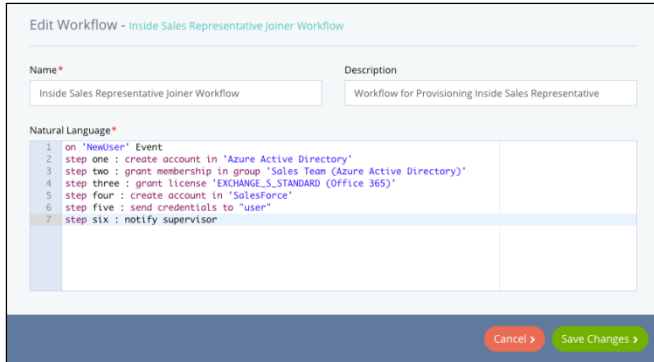 Edit Workflow - Inside Sales Representative Joiner Workflow
Name* Description
Inside Sales Representative Joiner Workflow Workflow for Provisioning Inside Sales Representative
Natural Language*
1 on 'NewUser' Event
2 step one : create account in 'Azure Active Directory'
3 step two : grant membership in group 'Sales Team (Azure Active Directory)'
4 step three : grant license 'EXCHANGE_S_STANDARD (Office 365)'
5 step four : create account in 'SalesForce'
6 step five : send credentials to "user"
7 step six : notify supervisor
Cancel > Save Changes >